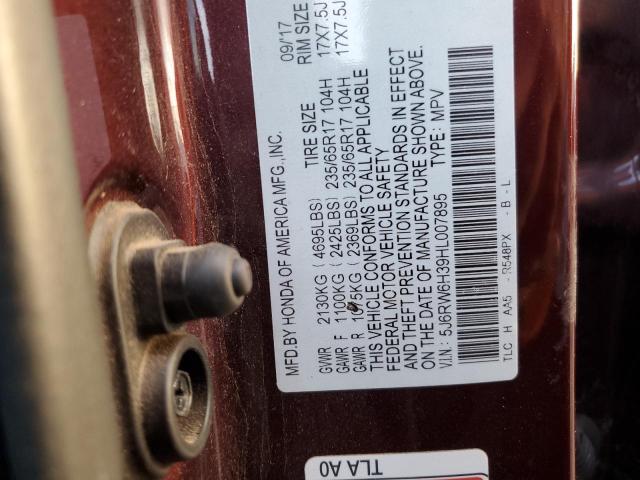 MFD.BY HONDA OF AMERICA MFG.,INC. 09/17
TIRE SIZE RIM SIZE
GVWR 2130KG ( 4695LBS)
GAWR F 1100KG ( 2425LBS) 235/65R17 104H 17X7.5J
GAWR R 1075KG ( 2369LBS) 235/65R17 104H 17X7.5J
THIS VEHICLE CONFORMS TO ALL APPLICABLE
FEDERAL MOTOR VEHICLE SAFETY
AND THEFT PREVENTION STANDARDS IN EFFECT
ON THE DATE OF MANUFACTURE SHOWN ABOVE.
V.I.N.: 5J6RW6H39HL007895 TYPE: MPV
TLC H AA5 - R548PX - B - L
TLA A0